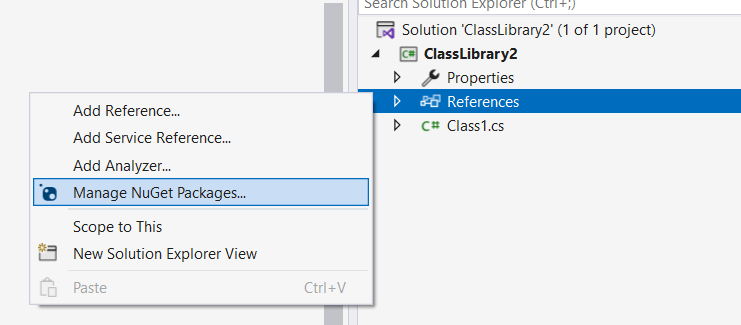 Search Solution Explorer (Ctrl+;)
Solution 'ClassLibrary2' (1 of 1 project)
C# ClassLibrary2
Properties
References
C# Class1.cs
Add Reference...
Add Service Reference...
Add Analyzer...
Manage NuGet Packages...
Scope to This
New Solution Explorer View
Paste Ctrl+V